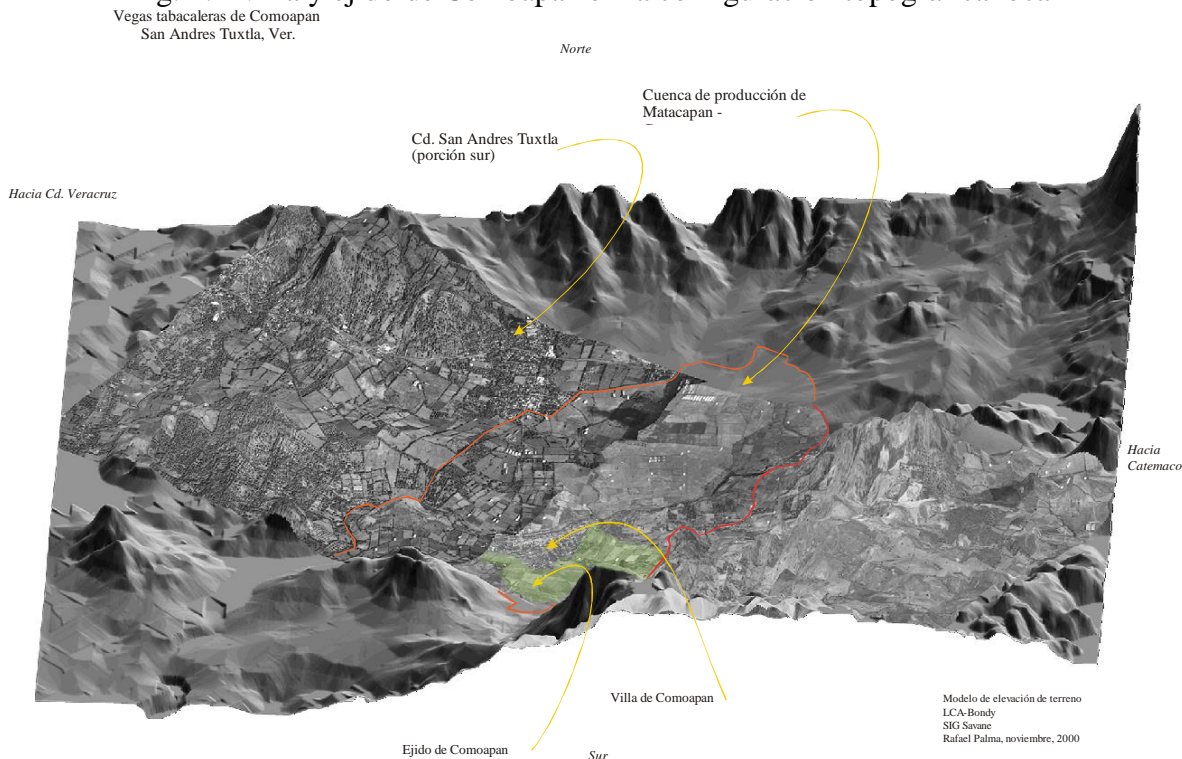 Vegas tabacaleras de Comoapan
San Andres Tuxtla, Ver.
Norte
Cuenca de producción de
Matacapan -
Cd. San Andres Tuxtla
(porción sur)
Hacia Cd. Veracruz
Hacia
Catemaco
Villa de Comoapan
Modelo de elevación de terreno
LCA-Bondy
SIG Savane
Rafael Palma, noviembre, 2000
Ejido de Comoapan
Sur